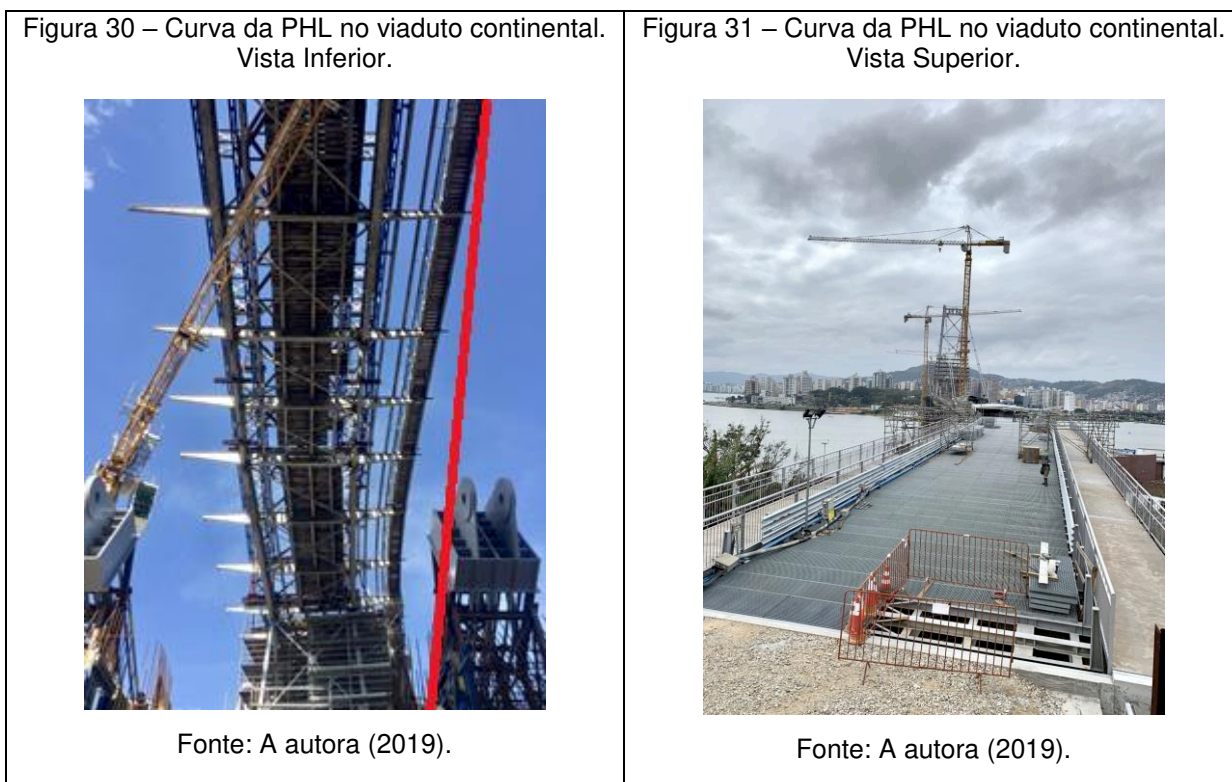 Figura 30 – Curva da PHL no viaduto continental.
Vista Inferior.
Fonte: A autora (2019).
Figura 31 – Curva da PHL no viaduto continental.
Vista Superior.
Fonte: A autora (2019).